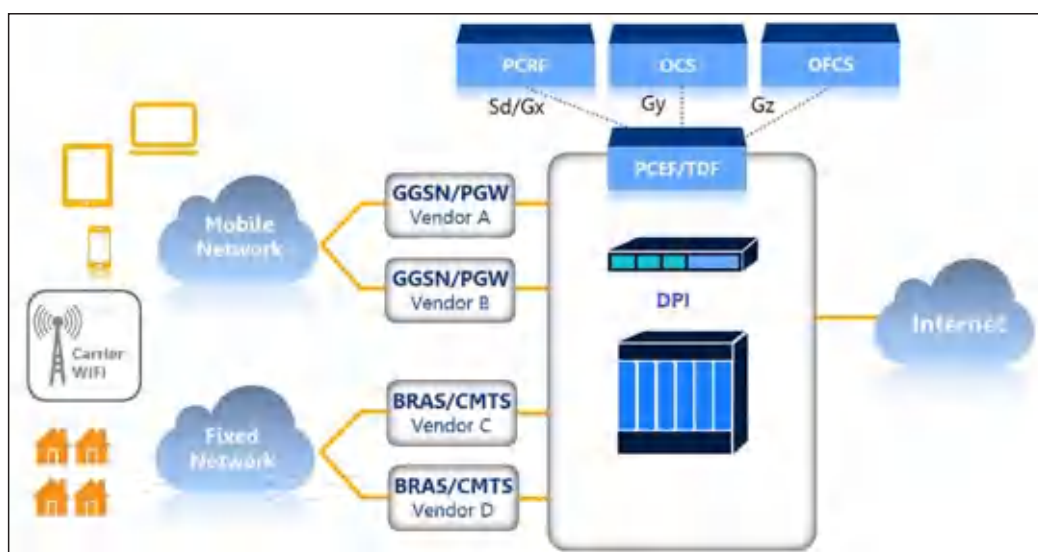 PCRF
OCS
OFCS
Sd/Gx
Gy
Gz
PCEF/TDF
GGSN/PGW
Vendor A
Mobile
Network
GGSN/PGW
Vendor B
DPI
Internet
Carrier
WiFi
BRAS/CMTS
Vendor C
Fixed
Network
BRAS/CMTS
Vendor D